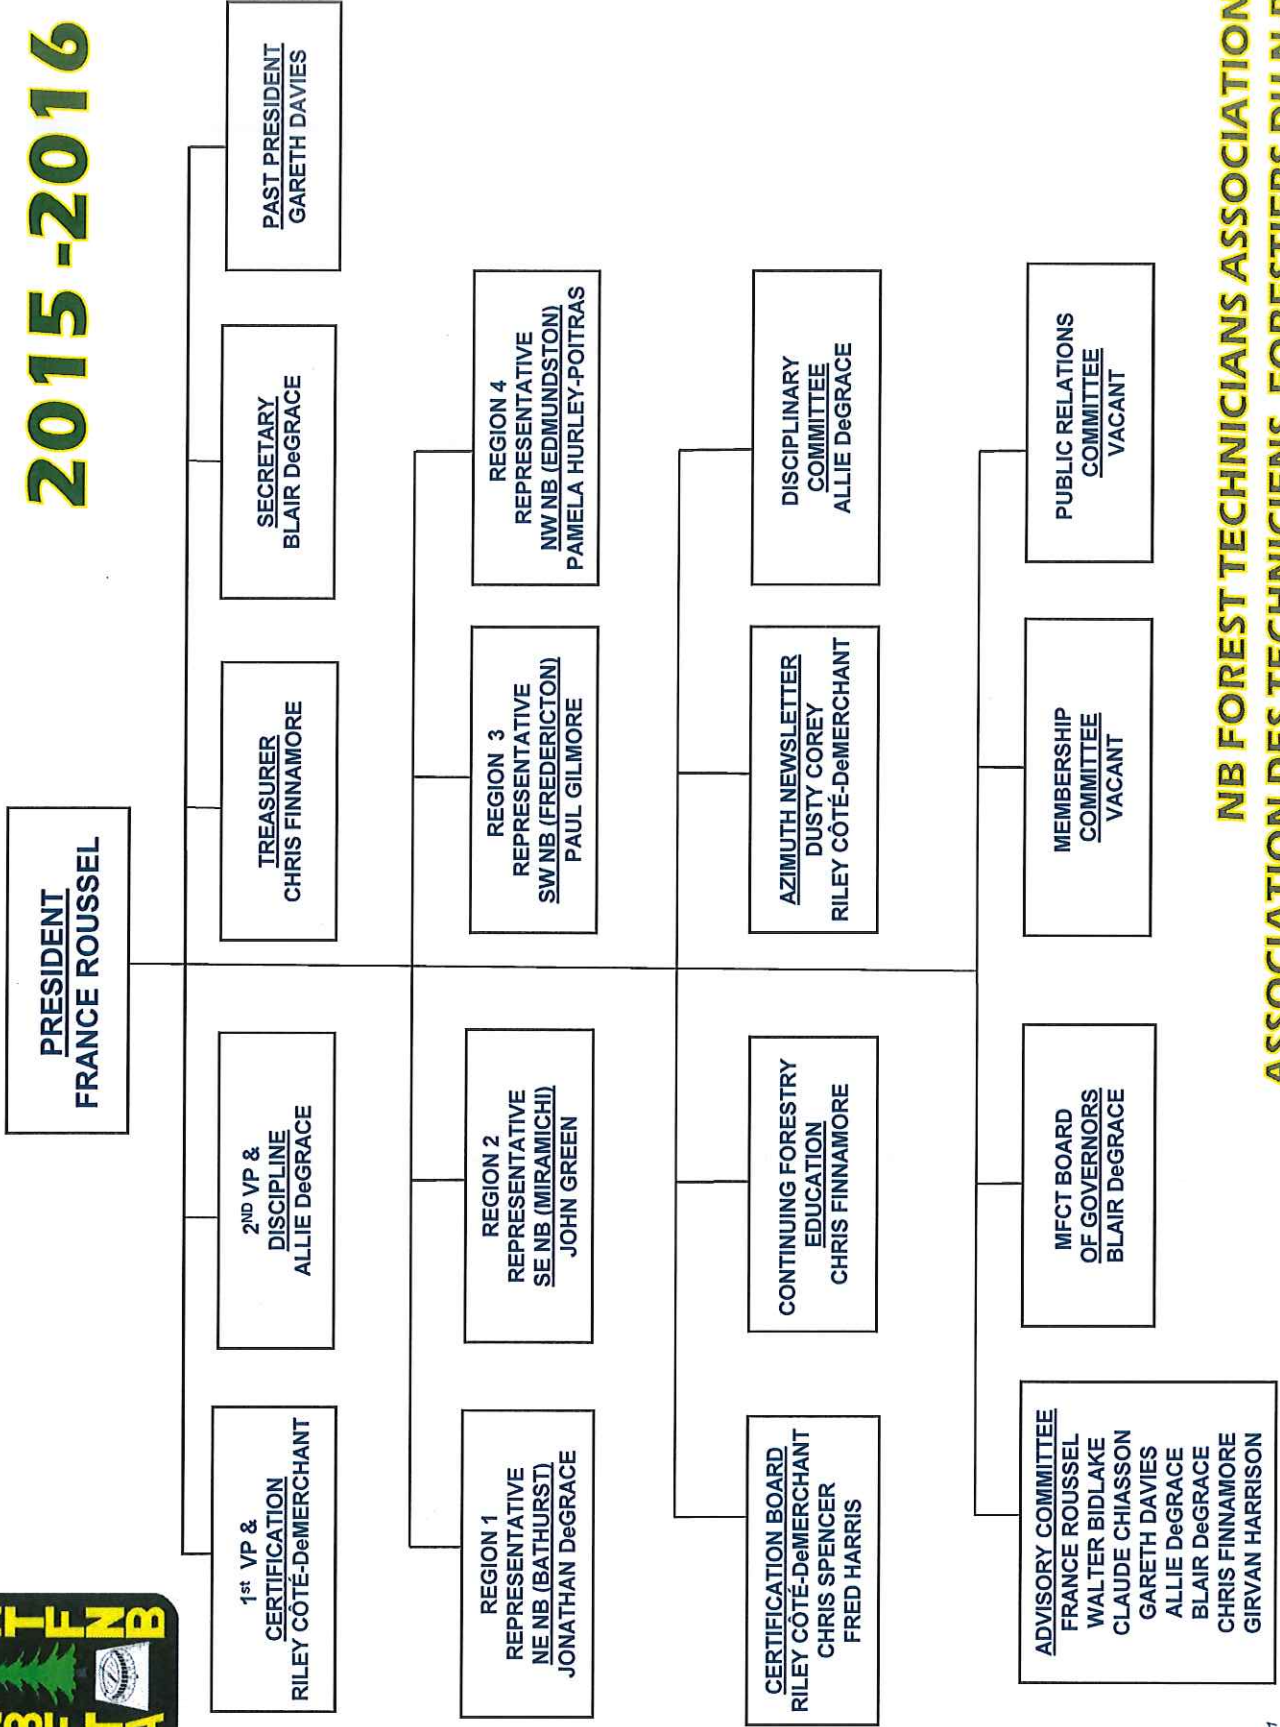 2015-2016
PRESIDENT
FRANCE ROUSSEL
1st VP &
CERTIFICATION
RILEY CÔTÉ-DeMERCHANT
2ND VP &
DISCIPLINE
ALLIE DeGRACE
TREASURER
CHRIS FINNAMORE
SECRETARY
BLAIR DeGRACE
PAST PRESIDENT
GARETH DAVIES
REGION 1
REPRESENTATIVE
NE NB (BATHURST)
JONATHAN DeGRACE
REGION 2
REPRESENTATIVE
SE NB (MIRAMICHI)
JOHN GREEN
REGION 3
REPRESENTATIVE
SW NB (FREDERICTON)
PAUL GILMORE
REGION 4
REPRESENTATIVE
NW NB (EDMUNDSTON)
PAMELA HURLEY-POITRAS
CERTIFICATION BOARD
RILEY CÔTÉ-DeMERCHANT
CHRIS SPENCER
FRED HARRIS
CONTINUING FORESTRY
EDUCATION
CHRIS FINNAMORE
AZIMUTH NEWSLETTER
DUSTY COREY
RILEY CÔTÉ-DeMERCHANT
DISCIPLINARY
COMMITTEE
ALLIE DeGRACE
ADVISORY COMMITTEE
FRANCE ROUSSEL
WALTER BIDLAKE
CLAUDE CHIASSON
GARETH DAVIES
ALLIE DeGRACE
BLAIR DeGRACE
CHRIS FINNAMORE
GIRVAN HARRISON
MFCT BOARD
OF GOVERNORS
BLAIR DeGRACE
MEMBERSHIP
COMMITTEE
VACANT
PUBLIC RELATIONS
COMMITTEE
VACANT
NB FOREST TECHNICIANS ASSOCIATION
ASSOCIATION DES TECHNICIENS FORESTIERS DU N